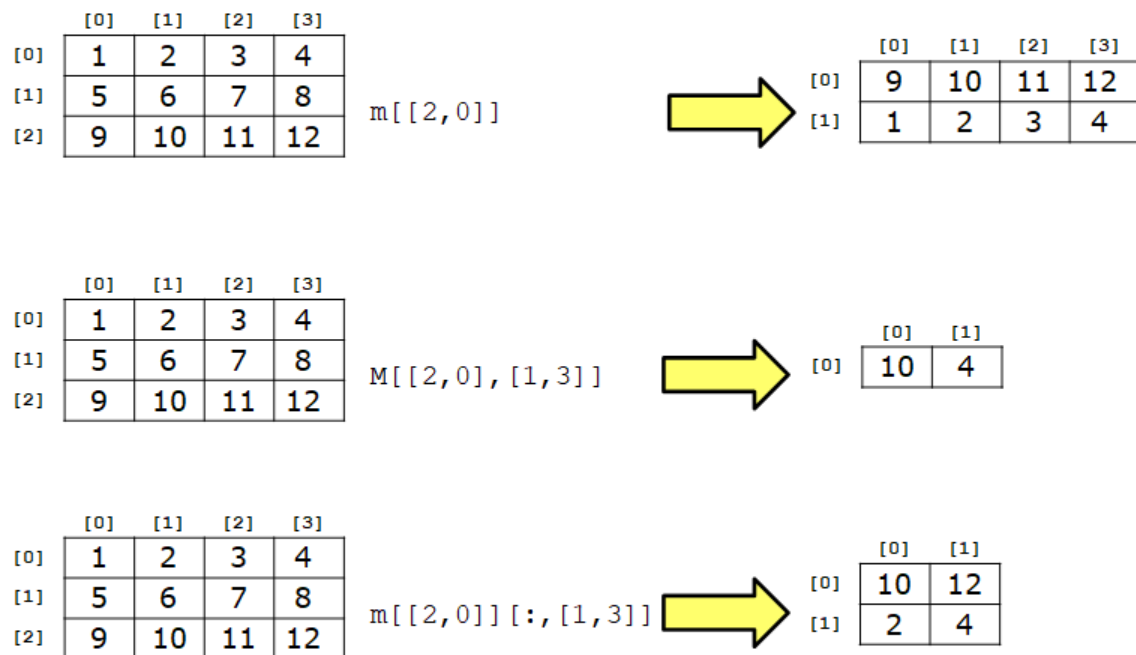 [0] [1] [2] [3]
[0] 1 2 3 4
[1] 5 6 7 8
[2] 9 10 11 12
m[[2,0]]
[0] [1] [2] [3]
[0] 9 10 11 12
[1] 1 2 3 4
[0] [1] [2] [3]
[0] 1 2 3 4
[1] 5 6 7 8
[2] 9 10 11 12
M[[2,0],[1,3]]
[0] [1]
[0] 10 4
[0] [1] [2] [3]
[0] 1 2 3 4
[1] 5 6 7 8
[2] 9 10 11 12
m[[2,0]][:,[1,3]]
[0] [1]
[0] 10 12
[1] 2 4